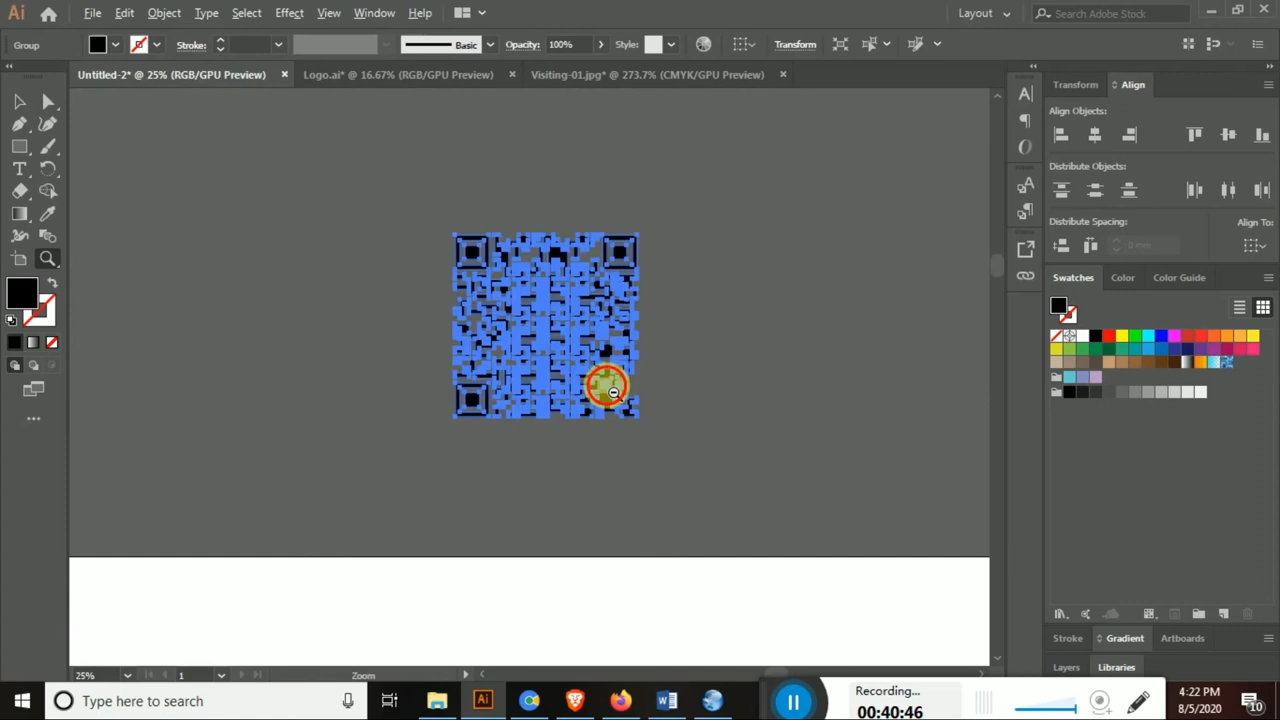 Ai File Edit Object Type Select Effect View Window Help Layout Search Adobe Stock
Group Stroke: Basic Opacity: 100% Style: Transform
Untitled-2* @ 25% (RGB/GPU Preview) Logo.ai* @ 16.67% (RGB/GPU Preview) Visiting-01.jpg* @ 273.7% (CMYK/GPU Preview)
Transform Align
Align Objects:
Distribute Objects:
Distribute Spacing: Align To:
0 mm
Swatches Color Color Guide
Stroke Gradient Artboards
Layers Libraries
25% 1 Zoom
Type here to search
Recording...
00:40:46
4:22 PM
8/5/2020
10